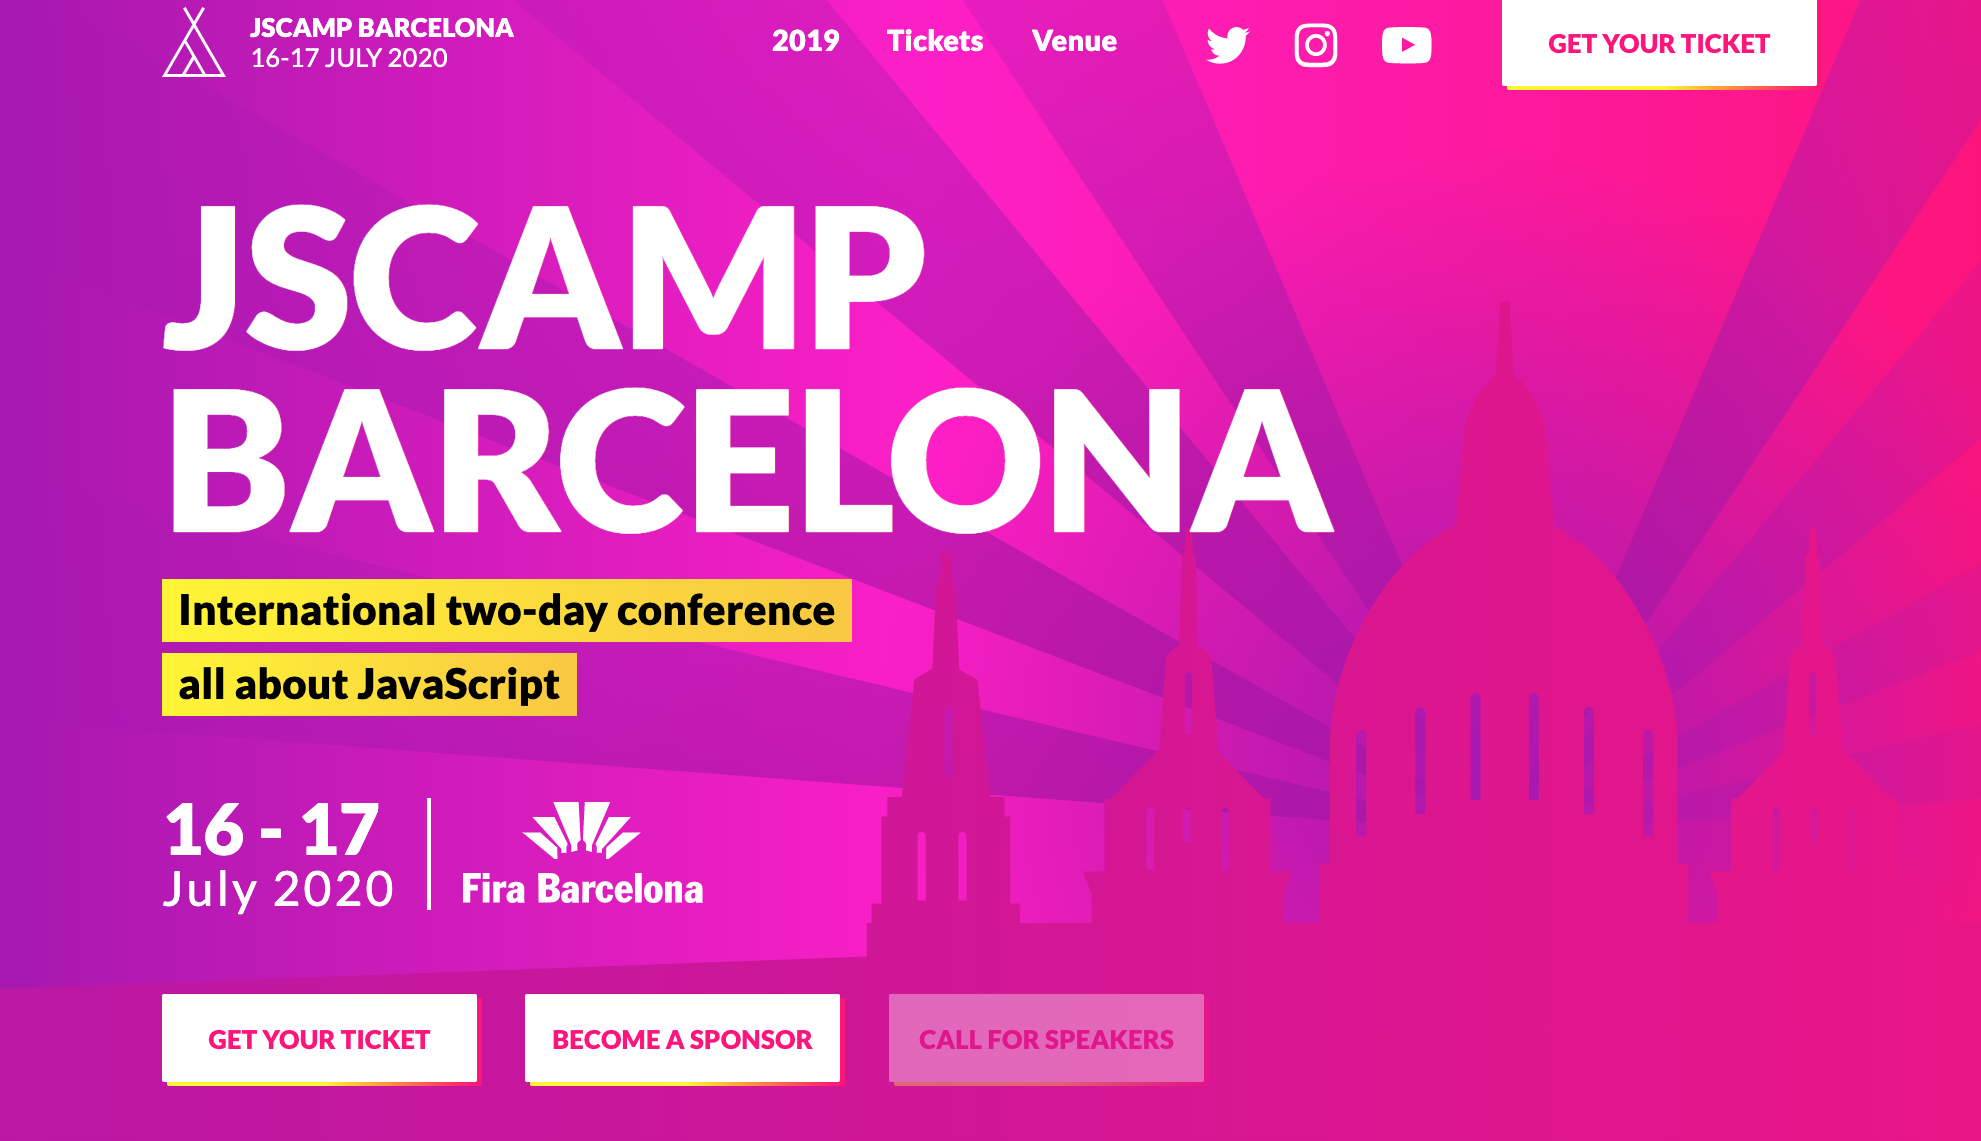 JSCAMP BARCELONA
16-17 JULY 2020
2019 Tickets Venue
GET YOUR TICKET
JSCAMP
BARCELONA
International two-day conference
all about JavaScript
16 - 17
July 2020
Fira Barcelona
GET YOUR TICKET
BECOME A SPONSOR
CALL FOR SPEAKERS